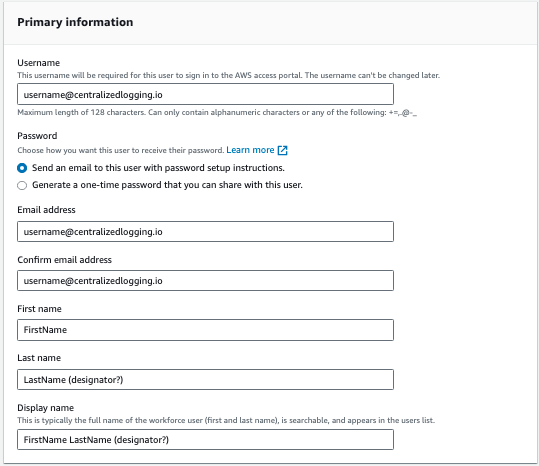 Primary information
Username
This username will be required for this user to sign in to the AWS access portal. The username can't be changed later.
username@centralizedlogging.io
Maximum length of 128 characters. Can only contain alphanumeric characters or any of the following: +=,.@-_
Password
Choose how you want this user to receive their password. Learn more
Send an email to this user with password setup instructions.
Generate a one-time password that you can share with this user.
Email address
username@centralizedlogging.io
Confirm email address
username@centralizedlogging.io
First name
FirstName
Last name
LastName (designator?)
Display name
This is typically the full name of the workforce user (first and last name), is searchable, and appears in the users list.
FirstName LastName (designator?)